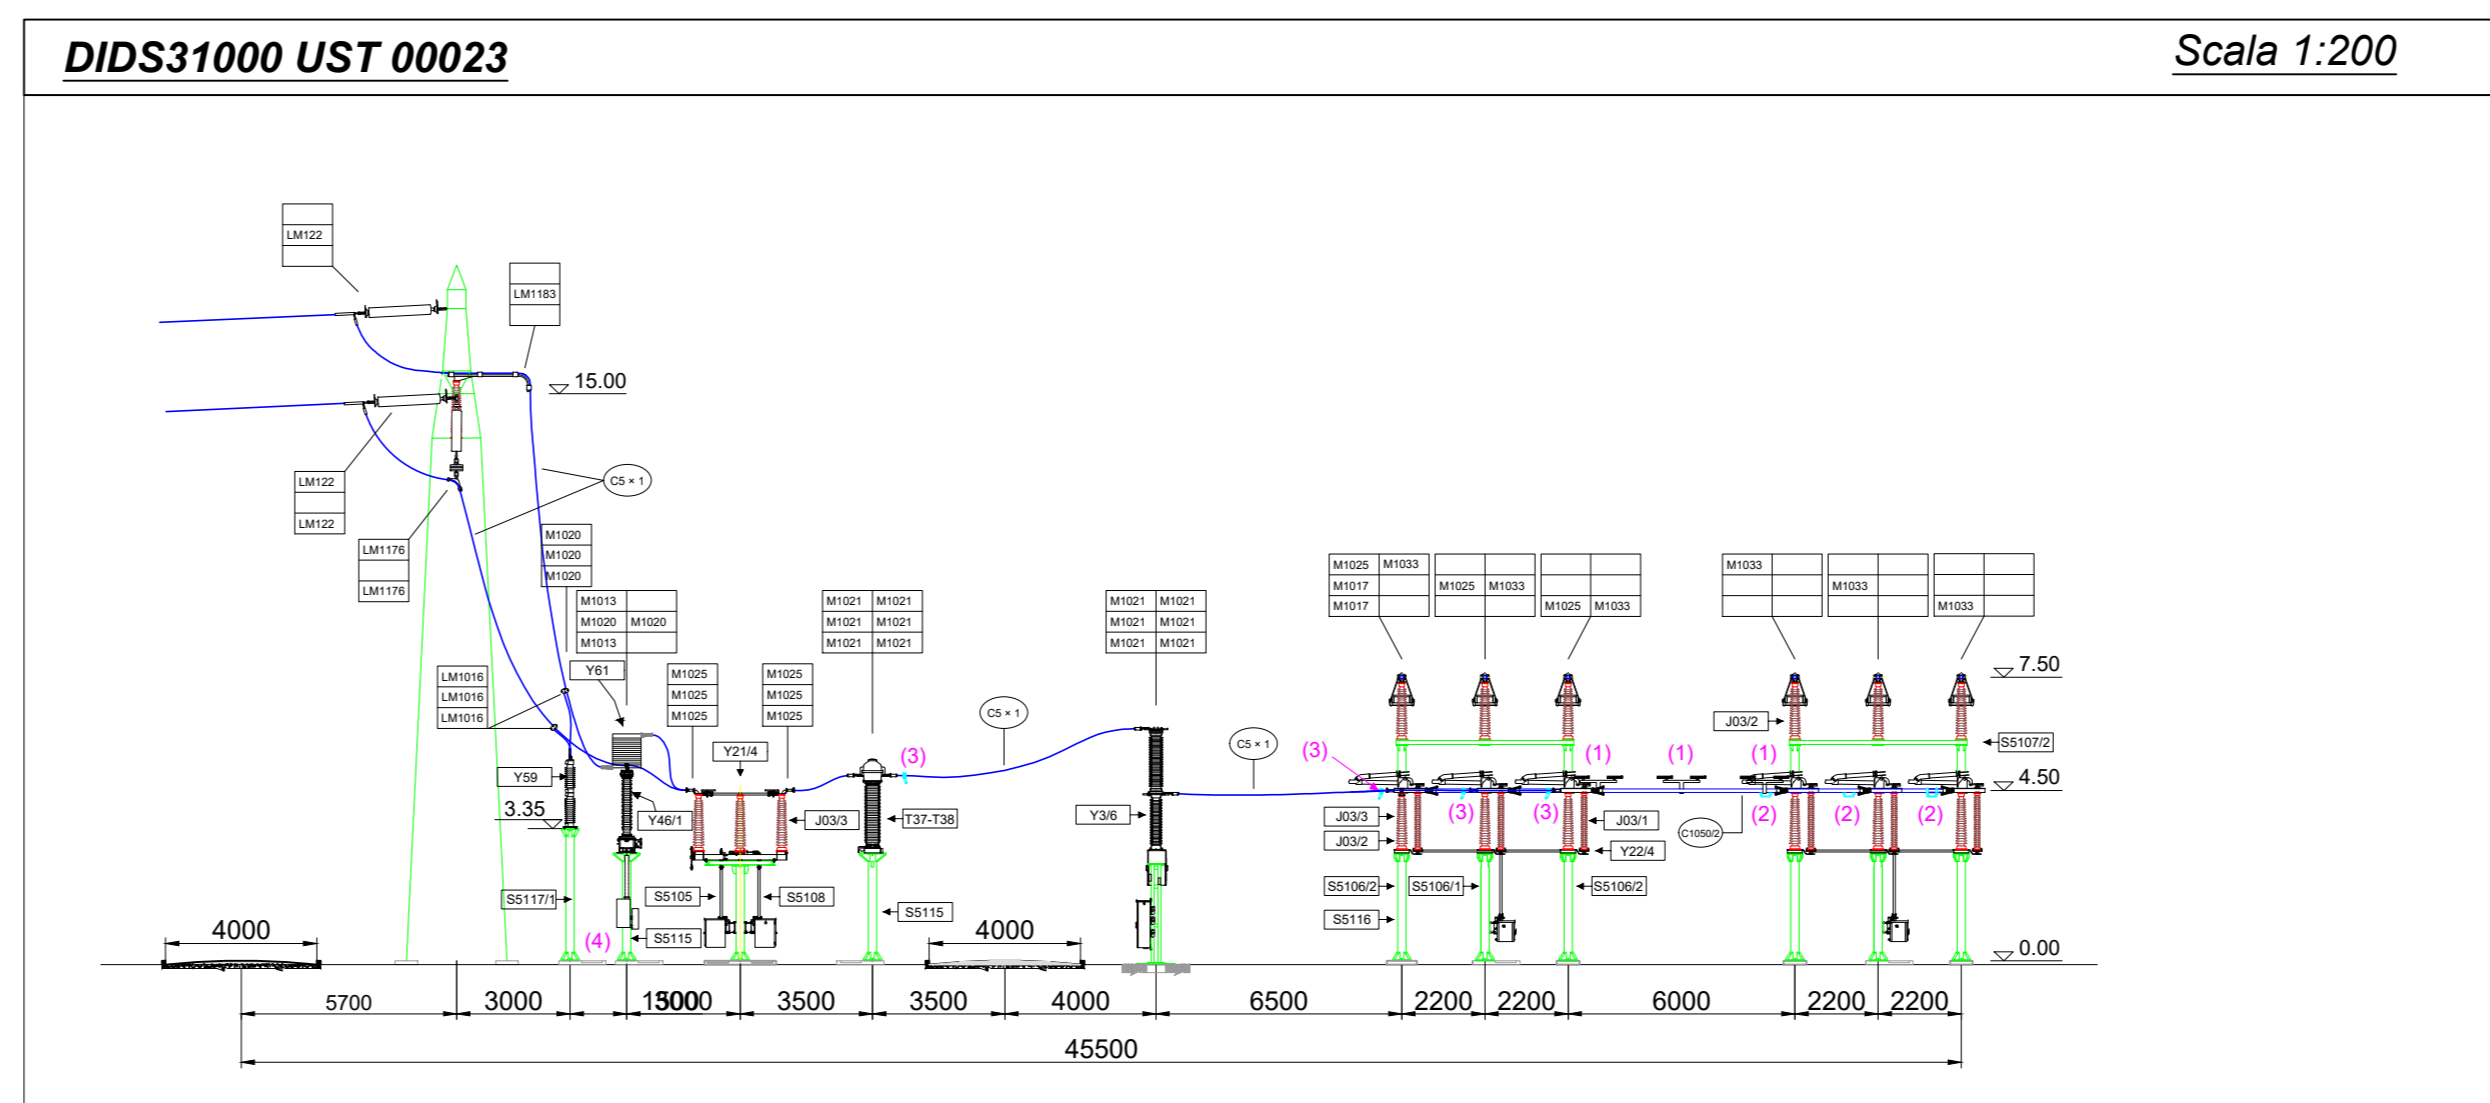 DIDS31000 UST 00023
Scala 1:200
LM122
LM1183
15.00
LM122
LM122
C5 × 1
LM1176
LM1176
M1020
M1020
M1020
M1013
M1020 M1020
M1013
M1021 M1021
M1021 M1021
M1021 M1021
M1021 M1021
M1021 M1021
M1021 M1021
M1025 M1033
M1017
M1017
M1025 M1033
M1025 M1033
M1033
M1033
M1033
LM1016
LM1016
LM1016
Y61
M1025
M1025
M1025
M1025
M1025
M1025
7.50
C5 × 1
C5 × 1
J03/2
S5107/2
Y59
Y21/4
(3)
(3)
(1)
(1)
(1)
4.50
3.35
Y46/1
J03/3
T37-T38
Y3/6
J03/3
J03/2
(3)
(3)
J03/1
C1050/2
(2)
(2)
(2)
Y22/4
S5117/1
S5105
S5108
S5115
S5106/2
S5106/1
S5106/2
S5116
4000
(4)
S5115
4000
0.00
5700
3000
1500
3000
3500
3500
4000
6500
2200
2200
6000
2200
2200
45500